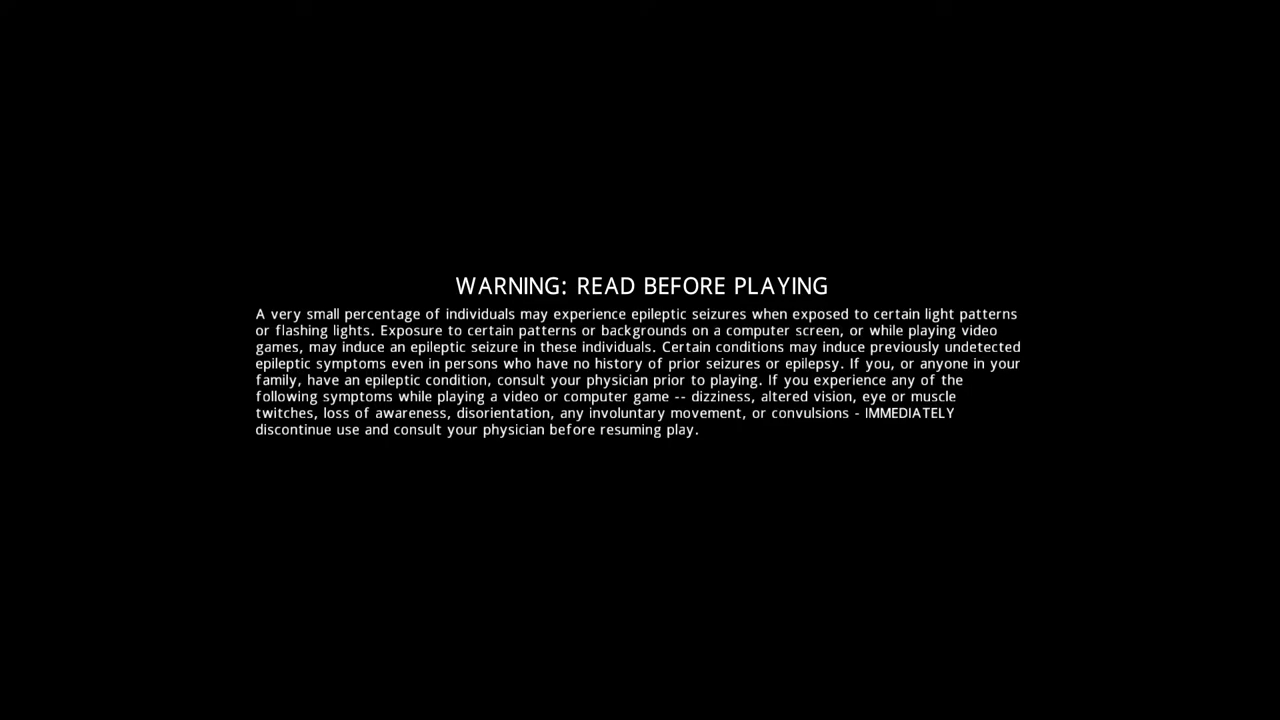 WARNING: READ BEFORE PLAYING
A very small percentage of individuals may experience epileptic seizures when exposed to certain light patterns
or flashing lights. Exposure to certain patterns or backgrounds on a computer screen, or while playing video
games, may induce an epileptic seizure in these individuals. Certain conditions may induce previously undetected
epileptic symptoms even in persons who have no history of prior seizures or epilepsy. If you, or anyone in your
family, have an epileptic condition, consult your physician prior to playing. If you experience any of the
following symptoms while playing a video or computer game -- dizziness, altered vision, eye or muscle
twitches, loss of awareness, disorientation, any involuntary movement, or convulsions - IMMEDIATELY
discontinue use and consult your physician before resuming play.